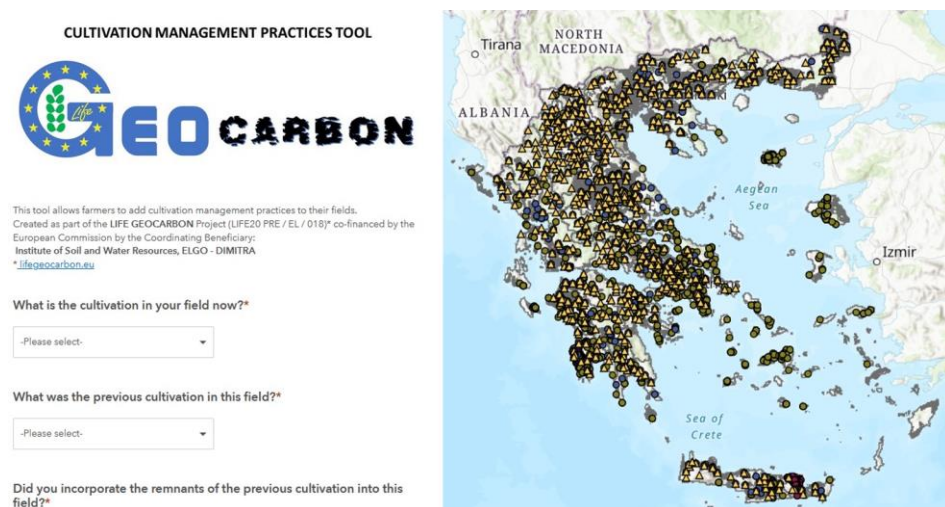 CULTIVATION MANAGEMENT PRACTICES TOOL
Life
GEO CARBON
This tool allows farmers to add cultivation management practices to their fields.
Created as part of the LIFE GEOCARBON Project (LIFE20 PRE / EL / 018)* co-financed by the
European Commission by the Coordinating Beneficiary:
Institute of Soil and Water Resources, ELGO - DIMITRA
* lifegeocarbon.eu
What is the cultivation in your field now?*
-Please select-
What was the previous cultivation in this field?*
-Please select-
Did you incorporate the remnants of the previous cultivation into this
field?*
Tirana
NORTH
MACEDONIA
ALBANIA
Aegean
Sea
Izmir
Sea of
Crete